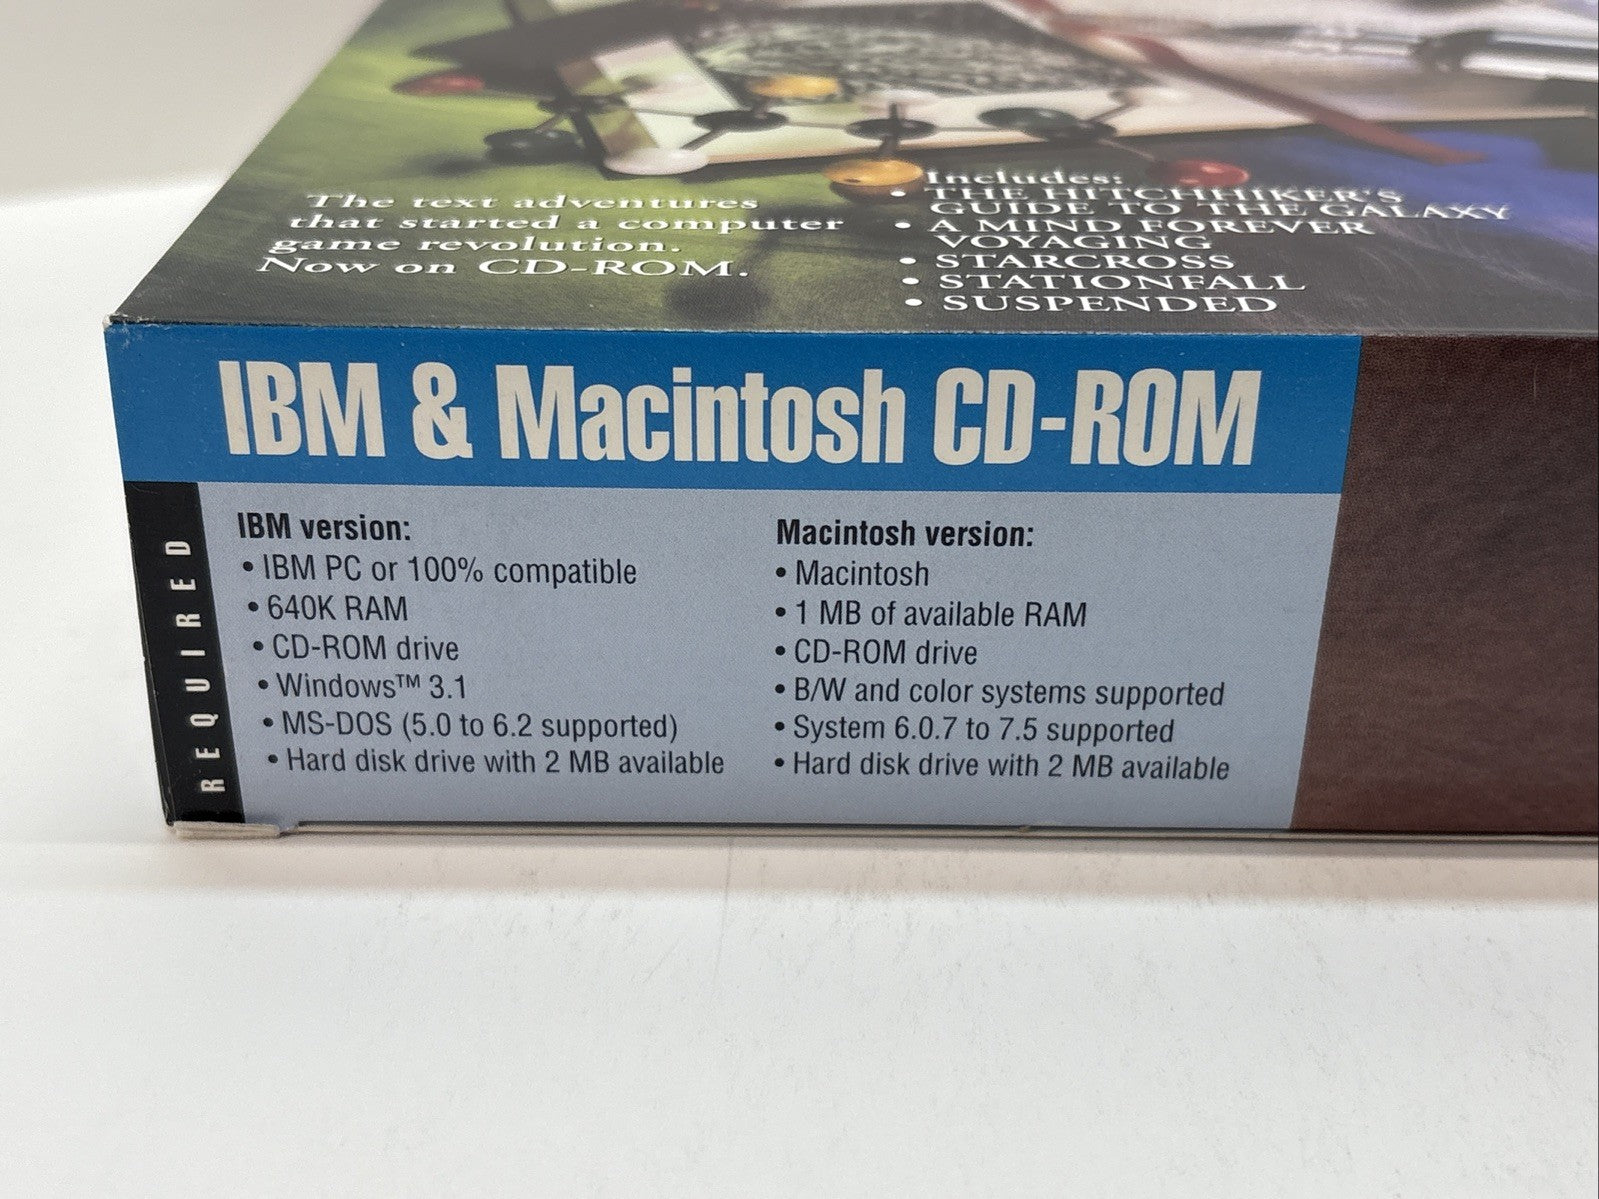 The text adventures
that started a computer
game revolution.
Now on CD-ROM.
Includes:
• THE HITCHHIKER'S
GUIDE TO THE GALAXY
• A MIND FOREVER
VOYAGING
• STARCROSS
• STATIONFALL
• SUSPENDED
IBM & Macintosh CD-ROM
REQUIRED
IBM version:
• IBM PC or 100% compatible
• 640K RAM
• CD-ROM drive
• Windows™ 3.1
• MS-DOS (5.0 to 6.2 supported)
• Hard disk drive with 2 MB available
Macintosh version:
• Macintosh
• 1 MB of available RAM
• CD-ROM drive
• B/W and color systems supported
• System 6.0.7 to 7.5 supported
• Hard disk drive with 2 MB available